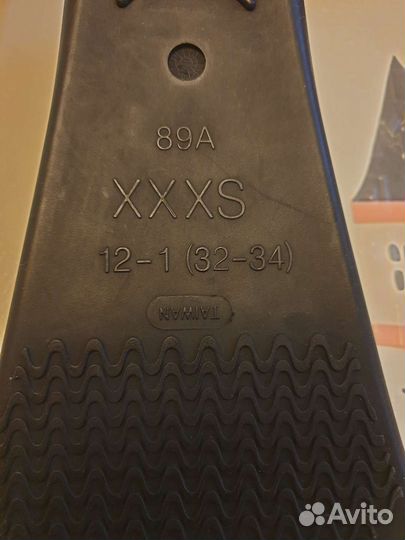 89A
XXXS
12-1 (32-34)
TAIWAN
Avito